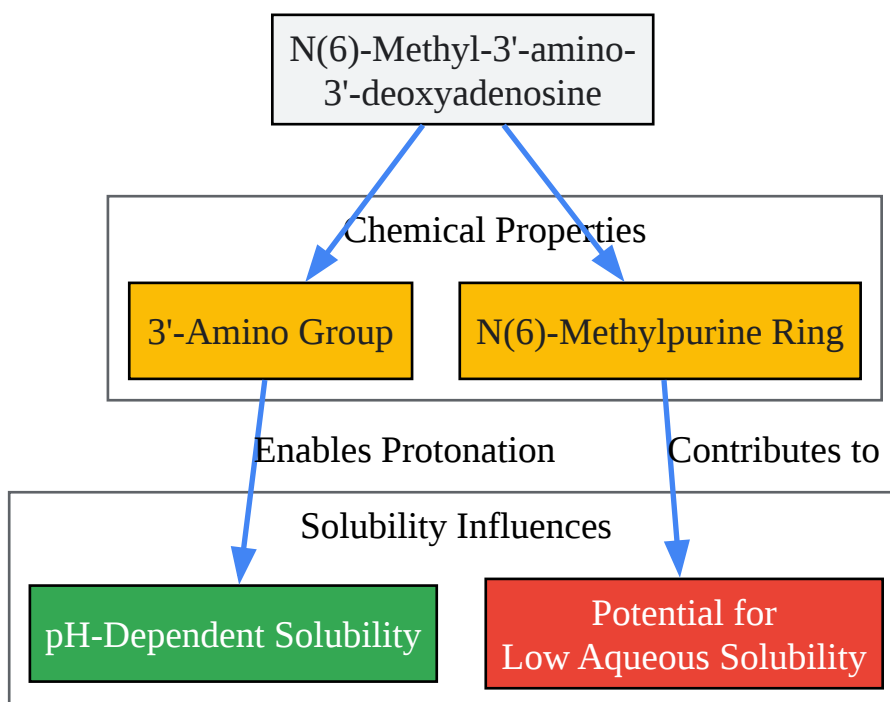 N(6)-Methyl-3'-amino-
3'-deoxyadenosine
Chemical Properties
3'-Amino Group
N(6)-Methylpurine Ring
Enables Protonation
Contributes to
Solubility Influences
pH-Dependent Solubility
Potential for
Low Aqueous Solubility